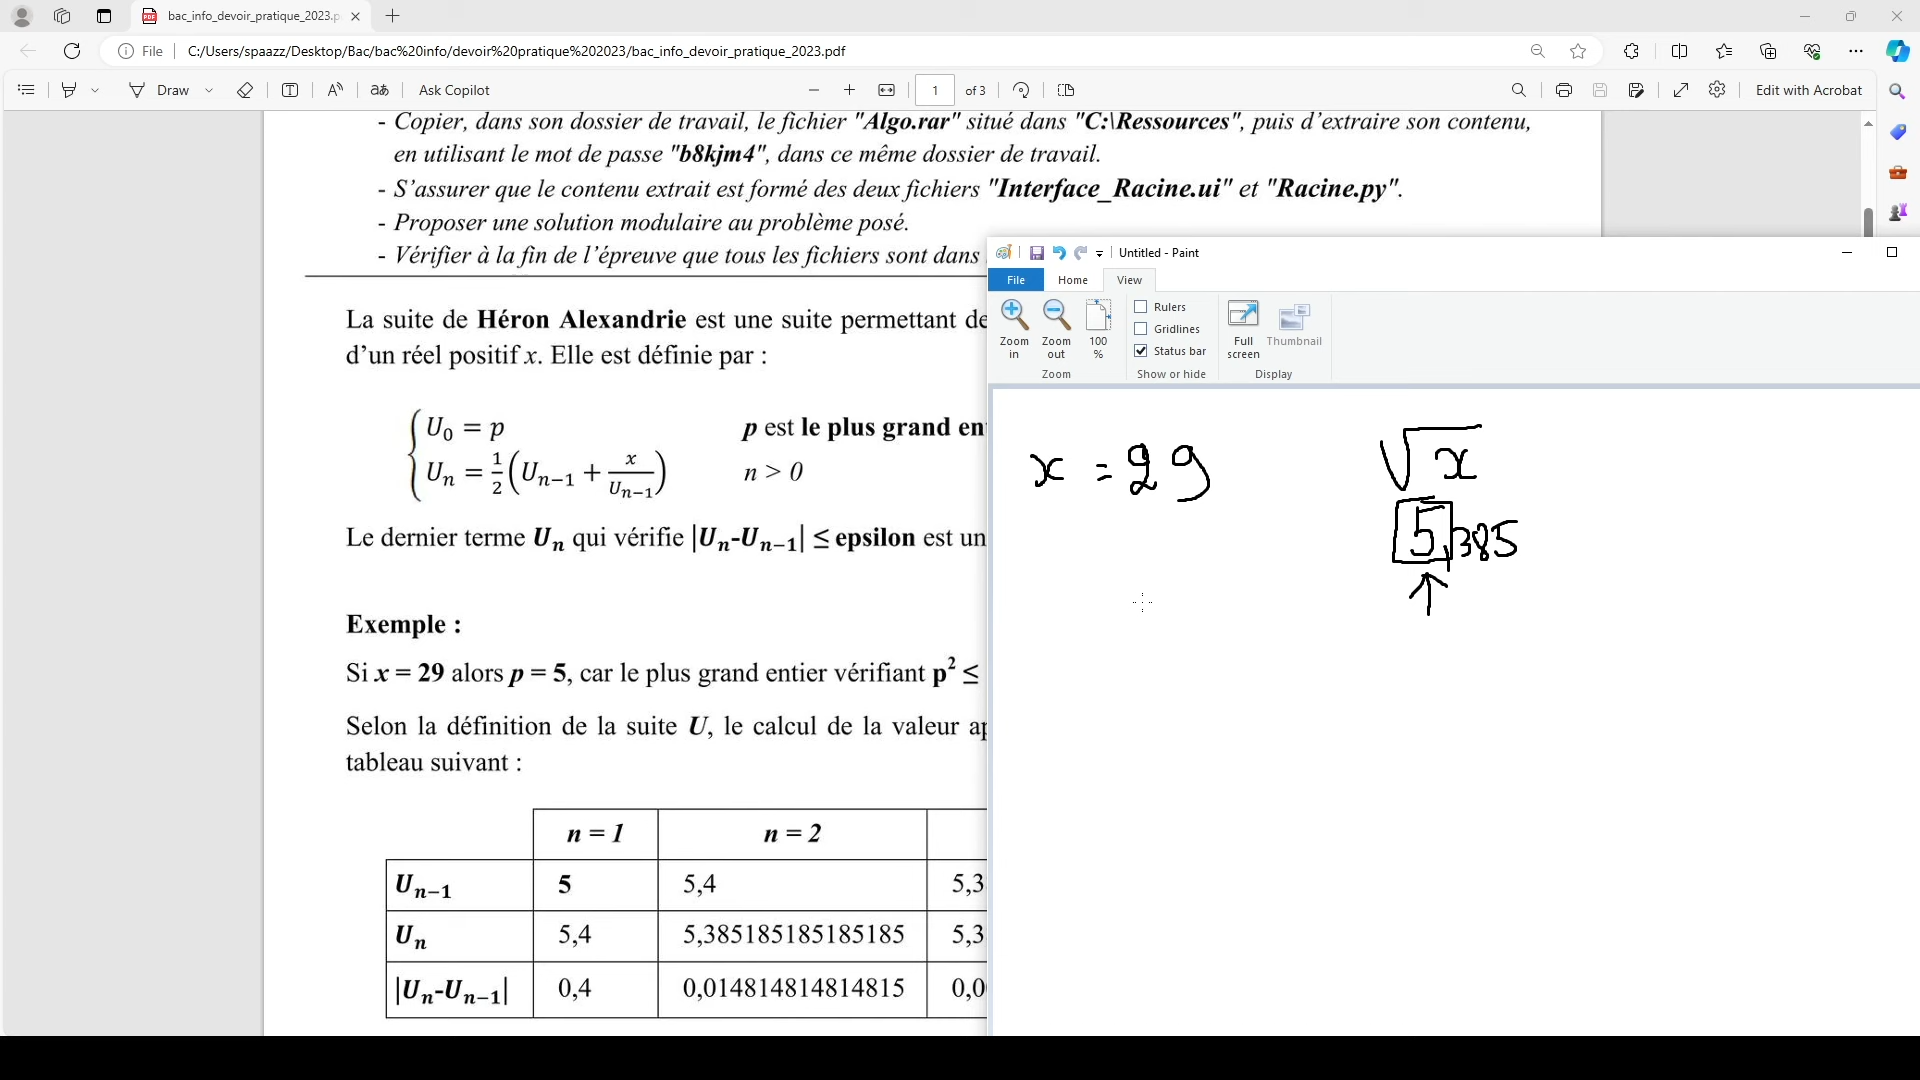 bac_info_devoir_pratique_2023.p
File C:/Users/spaazz/Desktop/Bac/bac%20info/devoir%20pratique%202023/bac_info_devoir_pratique_2023.pdf
Draw aあ Ask Copilot 1 of 3 Edit with Acrobat
- Copier, dans son dossier de travail, le fichier "Algo.rar" situé dans "C:\Ressources", puis d'extraire son contenu,
en utilisant le mot de passe "b8kjm4", dans ce même dossier de travail.
- S'assurer que le contenu extrait est formé des deux fichiers "Interface_Racine.ui" et "Racine.py".
- Proposer une solution modulaire au problème posé.
- Vérifier à la fin de l'épreuve que tous les fichiers sont dans
La suite de Héron Alexandrie est une suite permettant de
d'un réel positif x. Elle est définie par :
U₀ = p p est le plus grand en
Uₙ = 1/2 (Uₙ₋₁ + x/Uₙ₋₁) n > 0
Le dernier terme Uₙ qui vérifie |Uₙ-Uₙ₋₁| ≤ epsilon est un
Exemple :
Si x = 29 alors p = 5, car le plus grand entier vérifiant p² ≤
Selon la définition de la suite U, le calcul de la valeur ap
tableau suivant :
n = 1 n = 2
Uₙ₋₁ 5 5,4 5,3
Uₙ 5,4 5,385185185185185 5,3
|Uₙ-Uₙ₋₁| 0,4 0,014814814814815 0,0
Untitled - Paint
File Home View
Zoom in Zoom out 100 %
Rulers
Gridlines
Status bar
Full screen Thumbnail
Zoom Show or hide Display
x = 29 √x
5,385